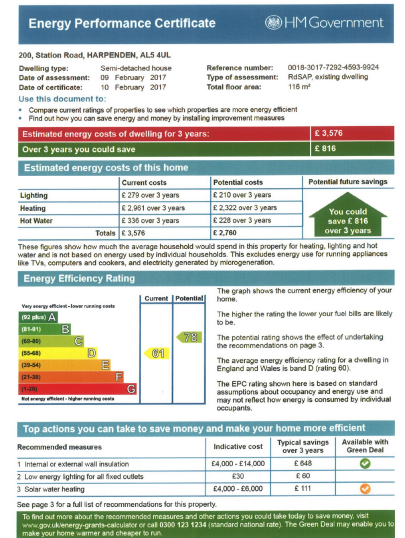 Energy Performance Certificate
HM Government
200, Station Road, HARPENDEN, AL5 4UL
Dwelling type: Semi-detached house
Date of assessment: 09 February 2017
Date of certificate: 10 February 2017
Reference number: 0018-3017-7292-4593-9924
Type of assessment: RdSAP, existing dwelling
Total floor area: 116 m²
Use this document to:
• Compare current ratings of properties to see which properties are more energy efficient
• Find out how you can save energy and money by installing improvement measures
Estimated energy costs of dwelling for 3 years: £ 3,576
Over 3 years you could save £ 816
Estimated energy costs of this home
Current costs Potential costs Potential future savings
Lighting £ 279 over 3 years £ 210 over 3 years
Heating £ 2,961 over 3 years £ 2,322 over 3 years
Hot Water £ 336 over 3 years £ 228 over 3 years
Totals £ 3,576 £ 2,760
You could
save £ 816
over 3 years
These figures show how much the average household would spend in this property for heating, lighting and hot
water and is not based on energy used by individual households. This excludes energy use for running appliances
like TVs, computers and cookers, and electricity generated by microgeneration.
Energy Efficiency Rating
Current Potential
Very energy efficient - lower running costs
(92 plus) A
(81-91) B
(69-80) C
(55-68) D
(39-54) E
(21-38) F
(1-20) G
Not energy efficient - higher running costs
61
78
The graph shows the current energy efficiency of your
home.
The higher the rating the lower your fuel bills are likely
to be.
The potential rating shows the effect of undertaking
the recommendations on page 3.
The average energy efficiency rating for a dwelling in
England and Wales is band D (rating 60).
The EPC rating shown here is based on standard
assumptions about occupancy and energy use and
may not reflect how energy is consumed by individual
occupants.
Top actions you can take to save money and make your home more efficient
Recommended measures Indicative cost Typical savings over 3 years Available with Green Deal
1 Internal or external wall insulation £4,000 - £14,000 £ 648
2 Low energy lighting for all fixed outlets £30 £ 60
3 Solar water heating £4,000 - £6,000 £ 111
See page 3 for a full list of recommendations for this property.
To find out more about the recommended measures and other actions you could take today to save money, visit
www.gov.uk/energy-grants-calculator or call 0300 123 1234 (standard national rate). The Green Deal may enable you to
make your home warmer and cheaper to run.